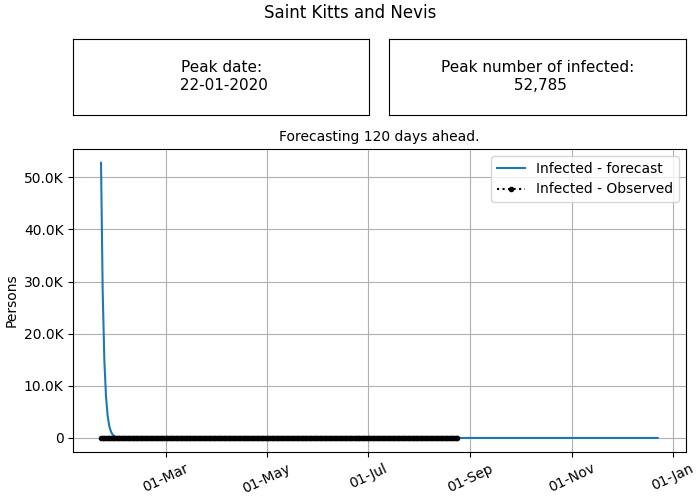 Saint Kitts and Nevis
Peak date:
22-01-2020
Peak number of infected:
52,785
Forecasting 120 days ahead.
Infected - forecast
Infected - Observed
Persons
50.0K
40.0K
30.0K
20.0K
10.0K
0
01-Mar
01-May
01-Jul
01-Sep
01-Nov
01-Jan